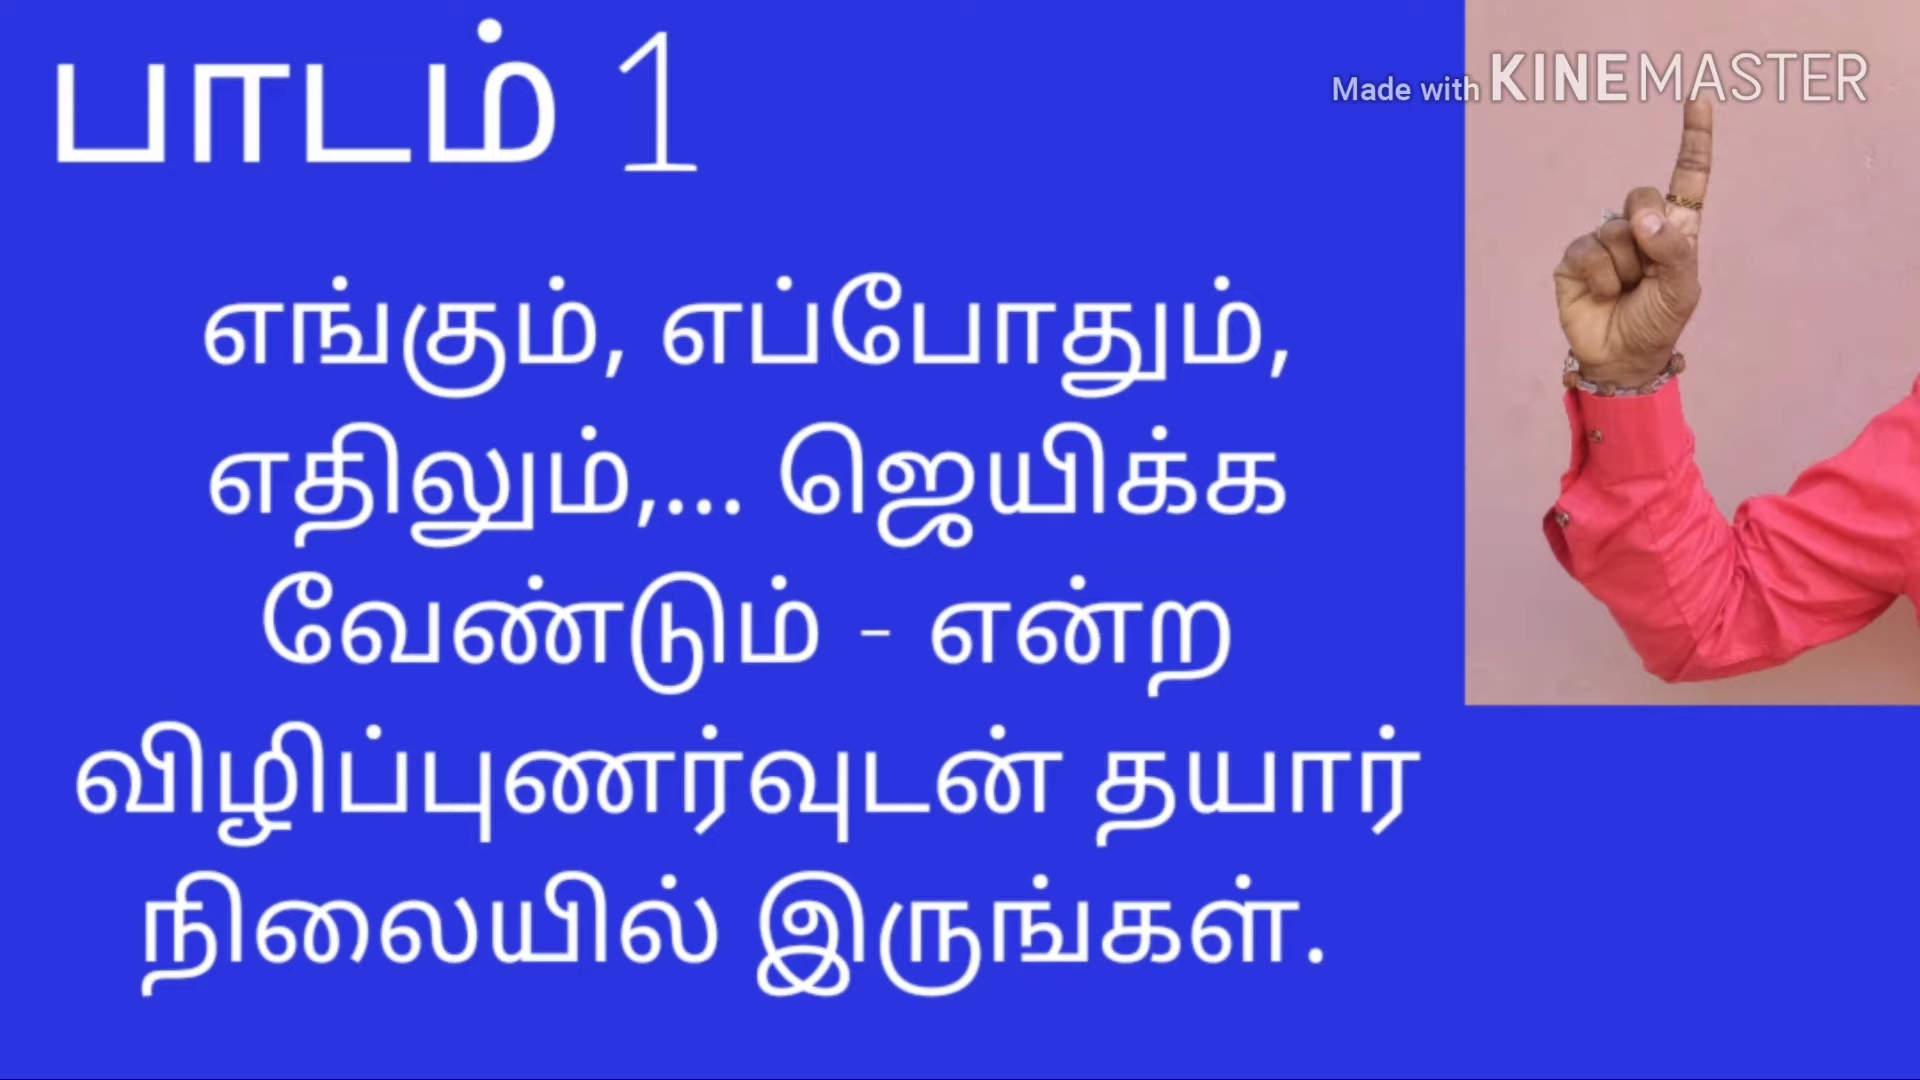 பாடம் 1
Made with KINEMASTER
எங்கும், எப்போதும்,
எதிலும்,... ஜெயிக்க
வேண்டும் - என்ற
விழிப்புணர்வுடன் தயார்
நிலையில் இருங்கள்.